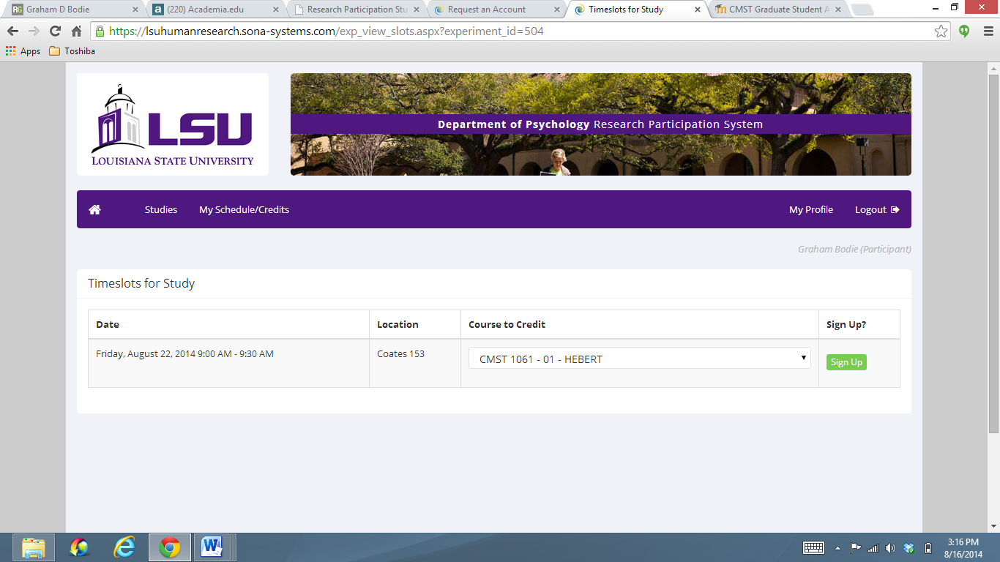 Graham D Bodie
(220) Academia.edu
Research Participation Stu
Request an Account
Timeslots for Study
CMST Graduate Student A
https://lsuhumanresearch.sona-systems.com/exp_view_slots.aspx?experiment_id=504
Apps Toshiba
LSU
LOUISIANA STATE UNIVERSITY
Department of Psychology Research Participation System
Studies My Schedule/Credits My Profile Logout
Graham Bodie (Participant)
Timeslots for Study
Date Location Course to Credit Sign Up?
Friday, August 22, 2014 9:00 AM - 9:30 AM Coates 153 CMST 1061 - 01 - HEBERT Sign Up
3:16 PM
8/16/2014